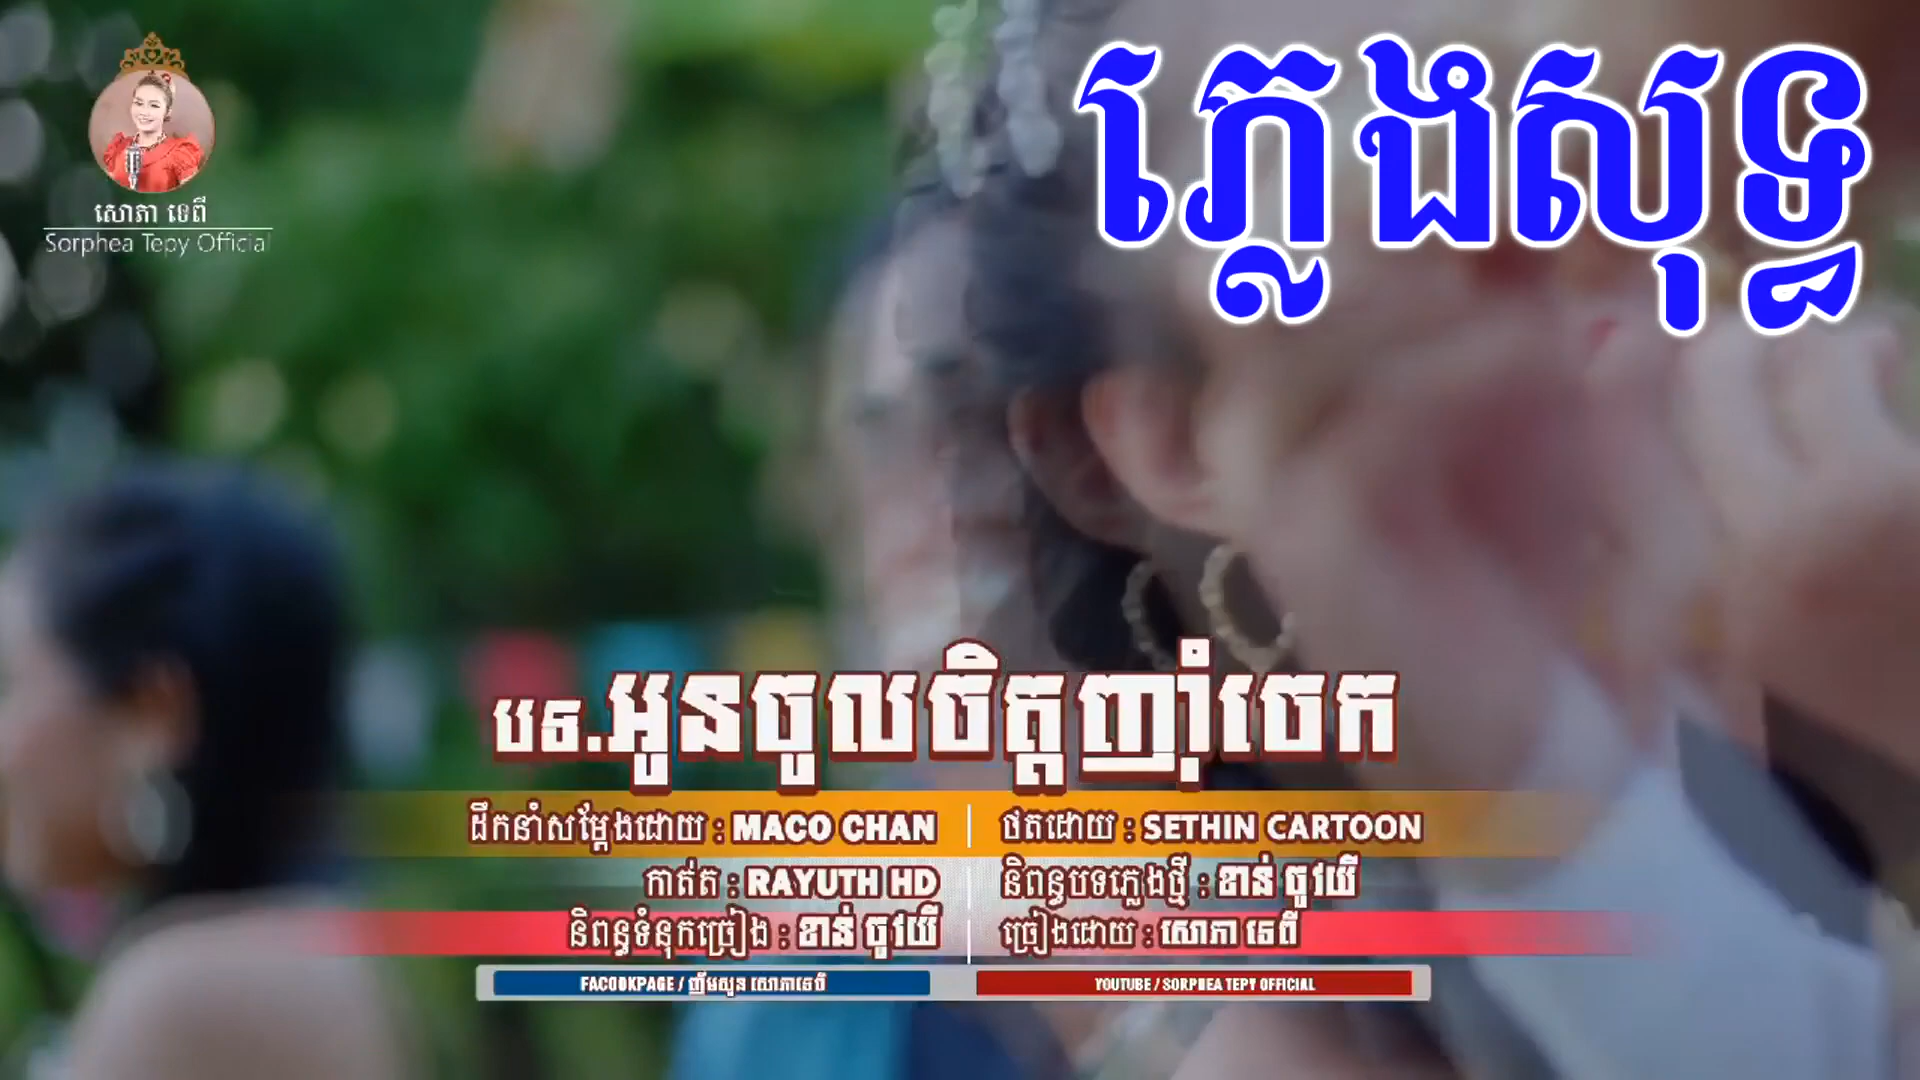 ភ្លេងសុទ្ធ
សោភា ទេពី
Sorphea Tepy Official
បទ.អូនចូលចិត្តញ៉ាំចេក
ដឹកនាំសម្តែងដោយ : MACO CHAN
ថតដោយ : SETHIN CARTOON
កាត់ត : RAYUTH HD
និពន្ធបទភ្លេងថ្មី : ខាន់ ចូវយី
និពន្ធទំនុកច្រៀង : ខាន់ ចូវយី
ច្រៀងដោយ : សោភា ទេពី
FACOOKPAGE / ញឹមសួន សោភាទេពី
YOUTUBE / SORPHEA TEPY OFFICIAL